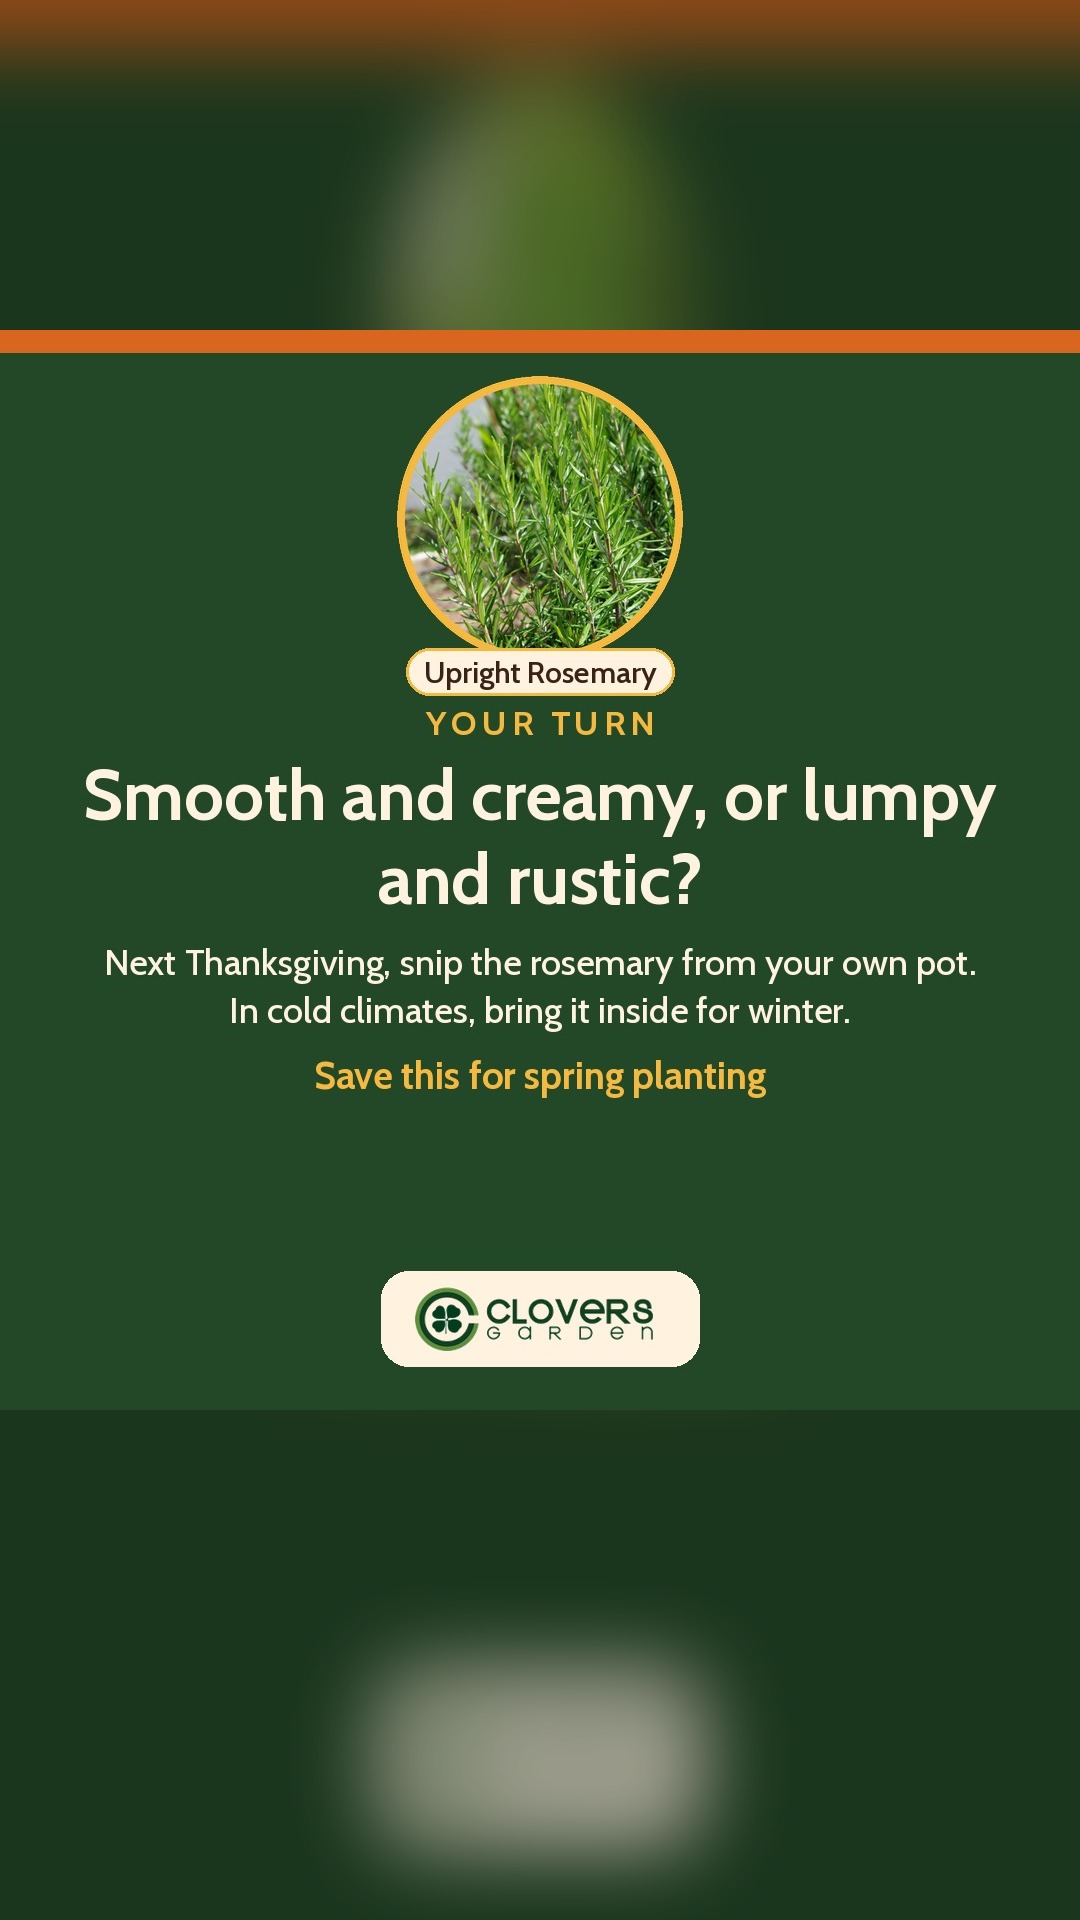 Upright Rosemary
YOUR TURN
Smooth and creamy, or lumpy
and rustic?
Next Thanksgiving, snip the rosemary from your own pot.
In cold climates, bring it inside for winter.
Save this for spring planting
CLOVERS
GARDEN